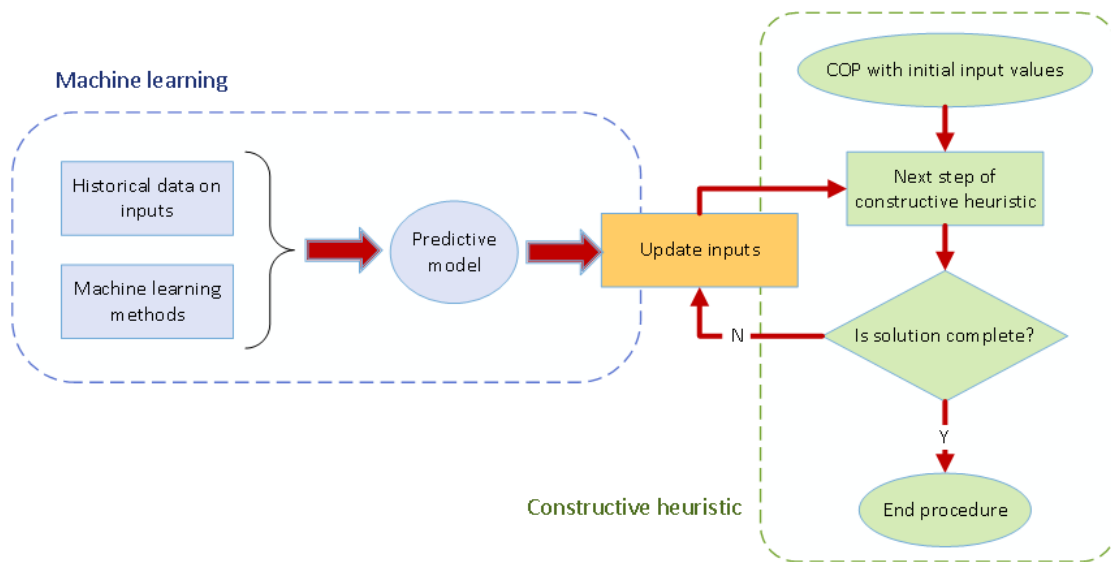 Machine learning
Historical data on
inputs
Machine learning
methods
Predictive
model
Update inputs
COP with initial input values
Next step of
constructive heuristic
Is solution complete?
N
Y
End procedure
Constructive heuristic